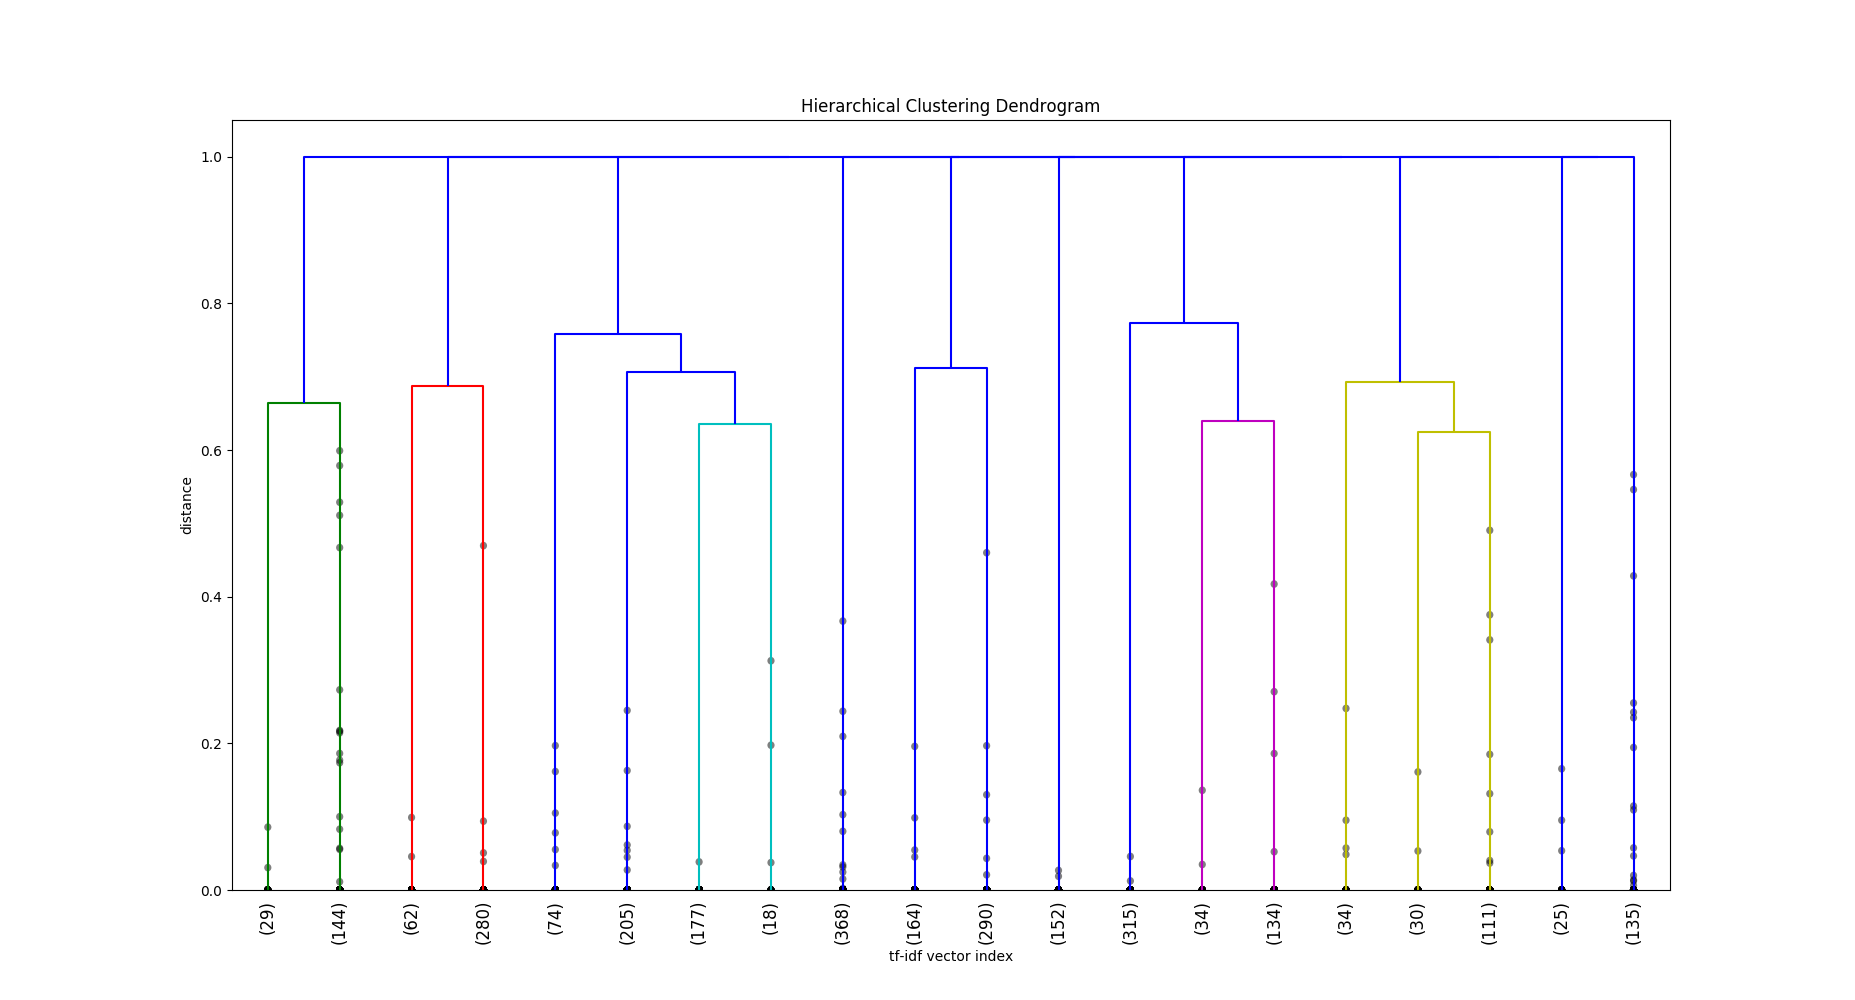 Hierarchical Clustering Dendrogram
1.0
0.8
0.6
0.4
0.2
0.0
distance
(29) (144) (62) (280) (74) (205) (177) (18) (368) (164) (290) (152) (315) (34) (134) (34) (30) (111) (25) (135)
tf-idf vector index